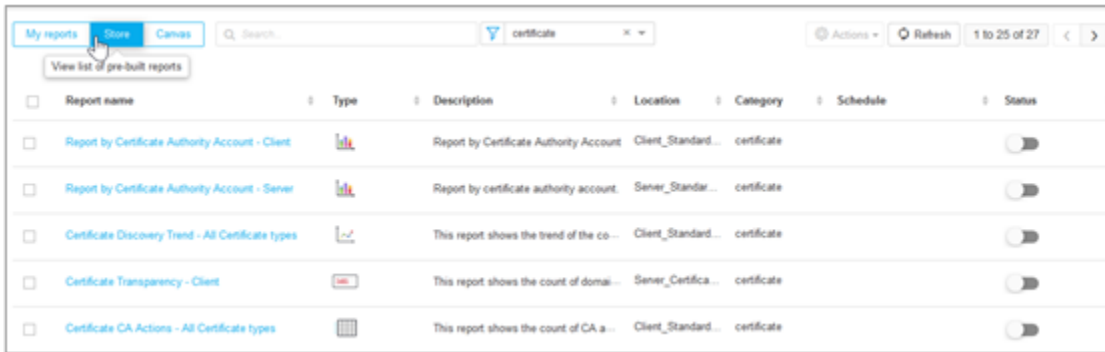 My reports Store Canvas Search... certificate Actions Refresh 1 to 25 of 27
View list of pre-built reports
Report name Type Description Location Category Schedule Status
Report by Certificate Authority Account - Client Report by Certificate Authority Account Client_Standard... certificate
Report by Certificate Authority Account - Server Report by certificate authority account. Server_Standar... certificate
Certificate Discovery Trend - All Certificate types This report shows the trend of the co... Client_Standard... certificate
Certificate Transparency - Client This report shows the count of domai... Server_Certifica... certificate
Certificate CA Actions - All Certificate types This report shows the count of CA a... Client_Standard... certificate